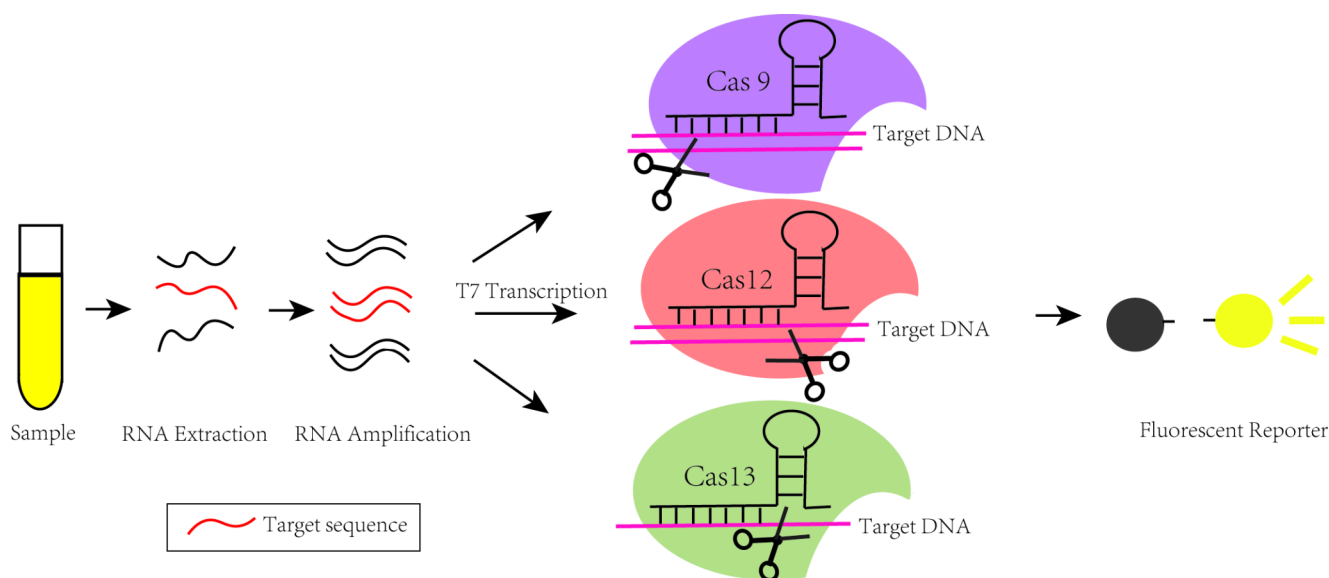 Cas 9
Target DNA
T7 Transcription
Cas12
Target DNA
Sample
RNA Extraction
RNA Amplification
Fluorescent Reporter
Cas13
Target DNA
Target sequence